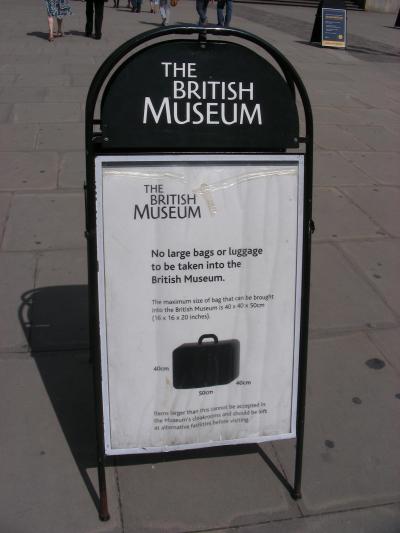 THE
BRITISH
MUSEUM
THE
BRITISH
MUSEUM
No large bags or luggage
to be taken into the
British Museum.
The maximum size of bag that can be brought
into the British Museum is 40 x 40 x 50cm
(16 x 16 x 20 inches).
40cm
40cm
50cm
Items larger than this cannot be accepted in
the Museum's cloakrooms and should be left
at alternative facilities before visiting.